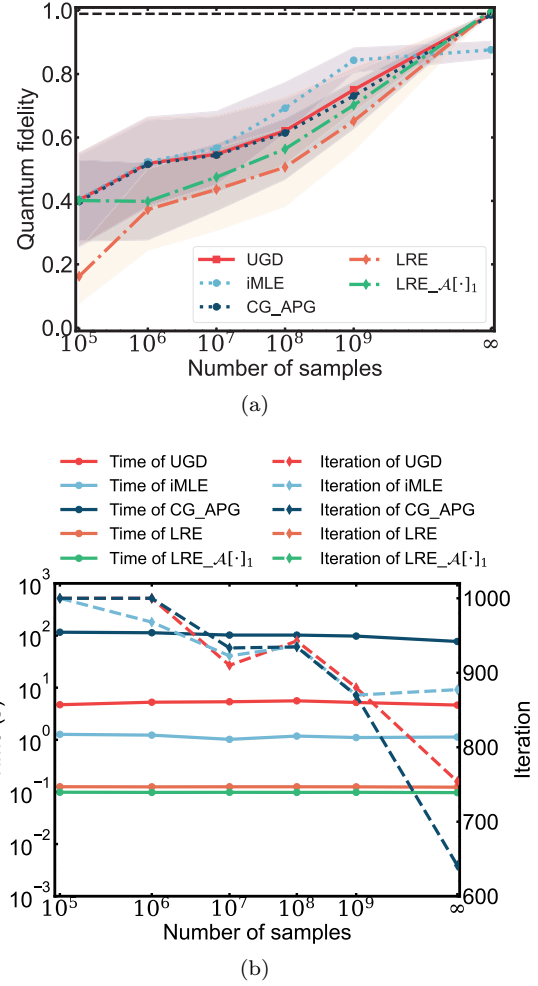 1.0
0.8
0.6
0.4
0.2
0.0
Quantum fidelity
UGD
iMLE
CG_APG
LRE
LRE_𝒜[·]₁
10⁵ 10⁶ 10⁷ 10⁸ 10⁹ ∞
Number of samples
(a)
Time of UGD
Time of iMLE
Time of CG_APG
Time of LRE
Time of LRE_𝒜[·]₁
Iteration of UGD
Iteration of iMLE
Iteration of CG_APG
Iteration of LRE
Iteration of LRE_𝒜[·]₁
10³
10²
10¹
10⁰
10⁻¹
10⁻²
10⁻³
1000
900
800
700
600
Iteration
10⁵ 10⁶ 10⁷ 10⁸ 10⁹ ∞
Number of samples
(b)